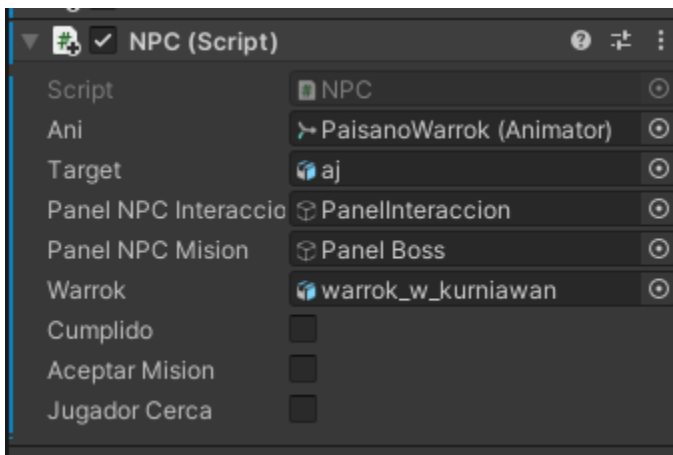 NPC (Script)
Script NPC
Ani PaisanoWarrok (Animator)
Target aj
Panel NPC Interaccio PanelInteraccion
Panel NPC Mision Panel Boss
Warrok warrok_w_kurniawan
Cumplido
Aceptar Mision
Jugador Cerca